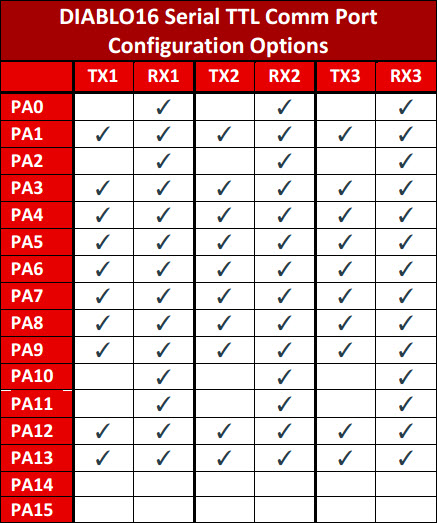 DIABLO16 Serial TTL Comm Port
Configuration Options
TX1 RX1 TX2 RX2 TX3 RX3
PA0 ✓ ✓ ✓
PA1 ✓ ✓ ✓ ✓ ✓ ✓
PA2 ✓ ✓ ✓
PA3 ✓ ✓ ✓ ✓ ✓ ✓
PA4 ✓ ✓ ✓ ✓ ✓ ✓
PA5 ✓ ✓ ✓ ✓ ✓ ✓
PA6 ✓ ✓ ✓ ✓ ✓ ✓
PA7 ✓ ✓ ✓ ✓ ✓ ✓
PA8 ✓ ✓ ✓ ✓ ✓ ✓
PA9 ✓ ✓ ✓ ✓ ✓ ✓
PA10 ✓ ✓ ✓
PA11 ✓ ✓ ✓
PA12 ✓ ✓ ✓ ✓ ✓ ✓
PA13 ✓ ✓ ✓ ✓ ✓ ✓
PA14
PA15